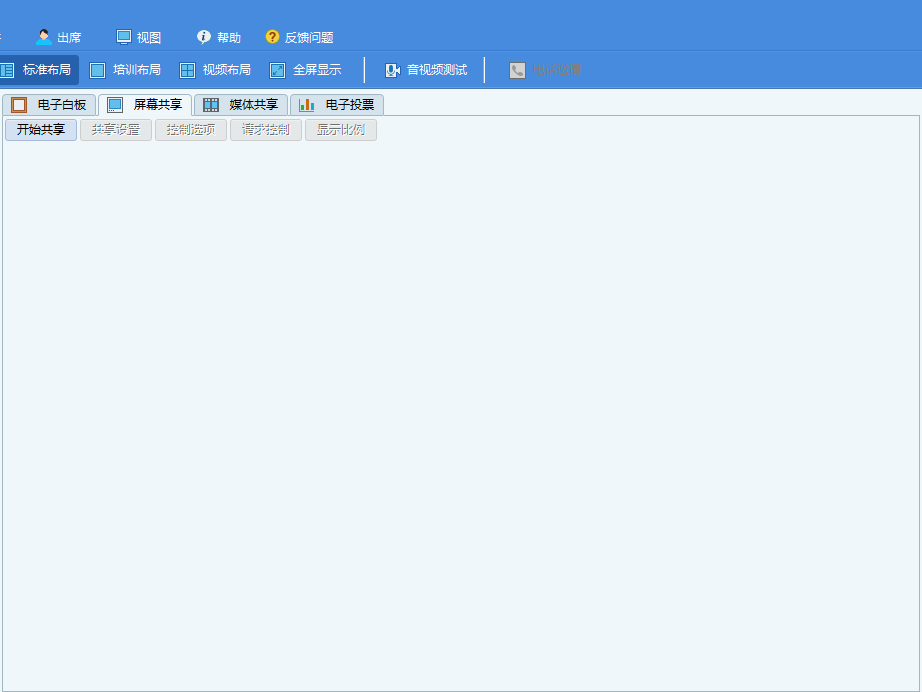 出席 视图 帮助 反馈问题
标准布局 培训布局 视频布局 全屏显示 音视频测试
电子白板 屏幕共享 媒体共享 电子投票
开始共享 共享设置 控制选项 请求控制 显示比例